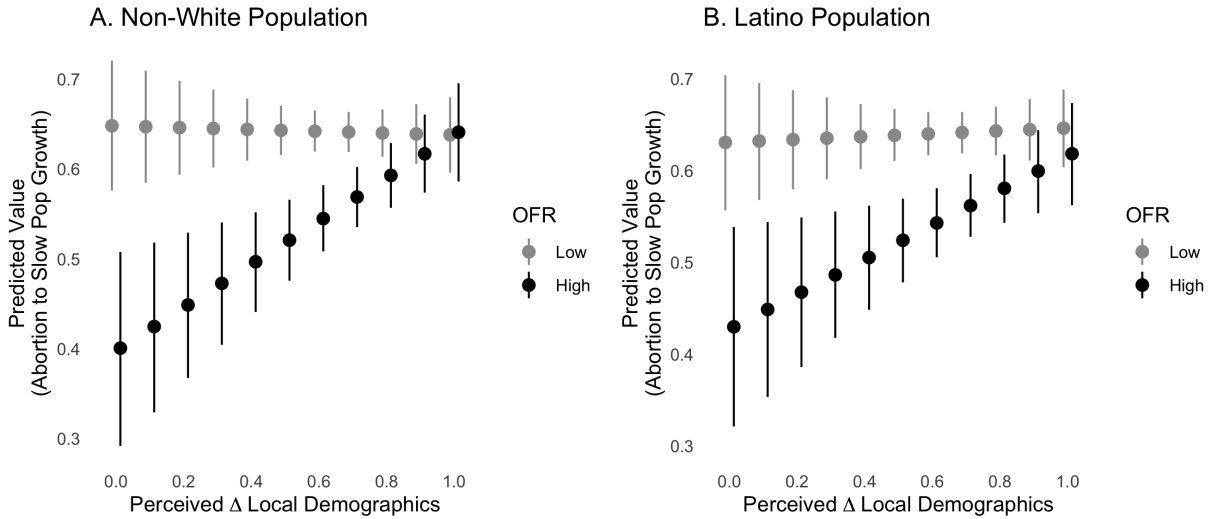 A. Non-White Population
Predicted Value
(Abortion to Slow Pop Growth)
0.7
0.6
0.5
0.4
0.3
0.0 0.2 0.4 0.6 0.8 1.0
Perceived Δ Local Demographics
OFR
Low
High
B. Latino Population
Predicted Value
(Abortion to Slow Pop Growth)
0.7
0.6
0.5
0.4
0.3
0.0 0.2 0.4 0.6 0.8 1.0
Perceived Δ Local Demographics
OFR
Low
High